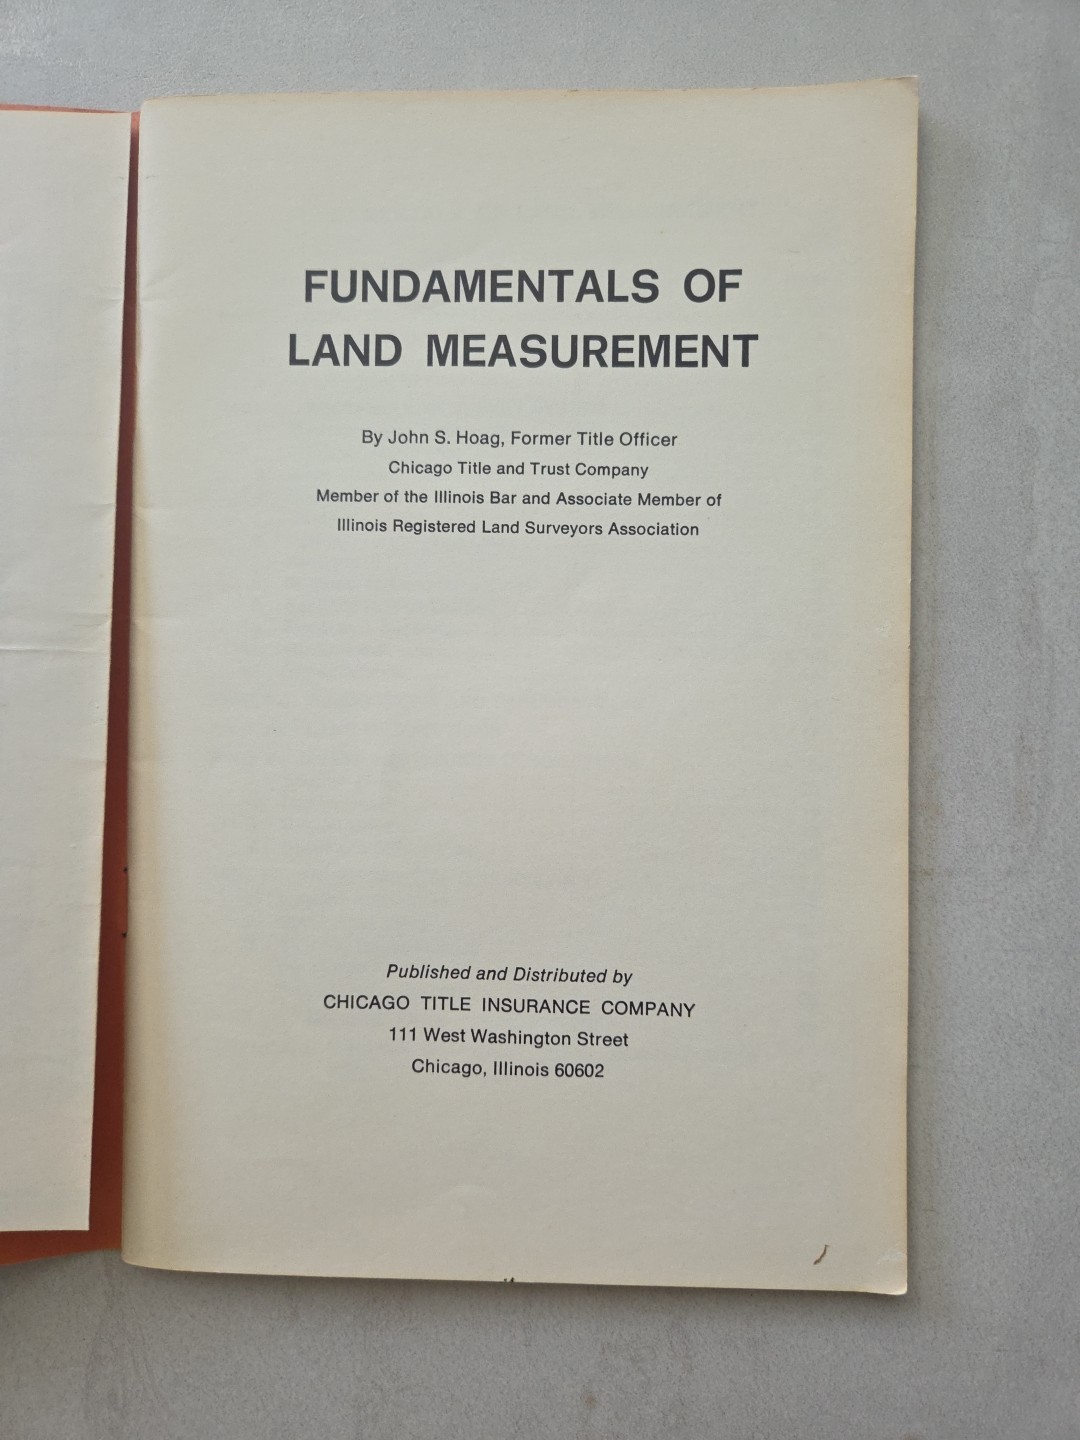 FUNDAMENTALS OF
LAND MEASUREMENT
By John S. Hoag, Former Title Officer
Chicago Title and Trust Company
Member of the Illinois Bar and Associate Member of
Illinois Registered Land Surveyors Association
Published and Distributed by
CHICAGO TITLE INSURANCE COMPANY
111 West Washington Street
Chicago, Illinois 60602